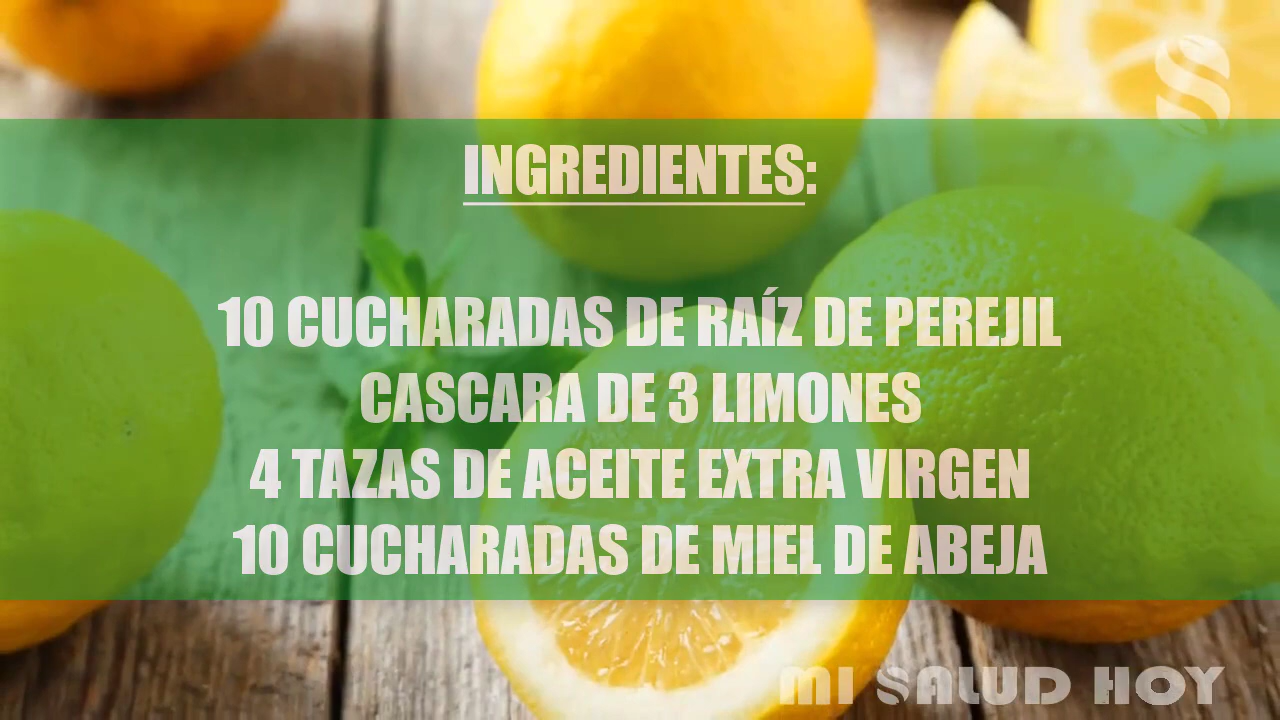 INGREDIENTES:
10 CUCHARADAS DE RAÍZ DE PEREJIL
CASCARA DE 3 LIMONES
4 TAZAS DE ACEITE EXTRA VIRGEN
10 CUCHARADAS DE MIEL DE ABEJA
MI SALUD HOY